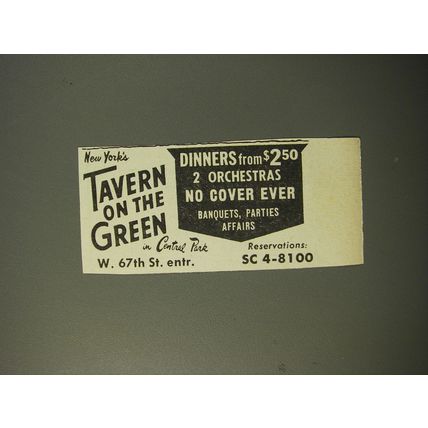 New York's
TAVERN
ON THE
GREEN
in Central Park
W. 67th St. entr.
DINNERS from $2.50
2 ORCHESTRAS
NO COVER EVER
BANQUETS, PARTIES
AFFAIRS
Reservations:
SC 4-8100